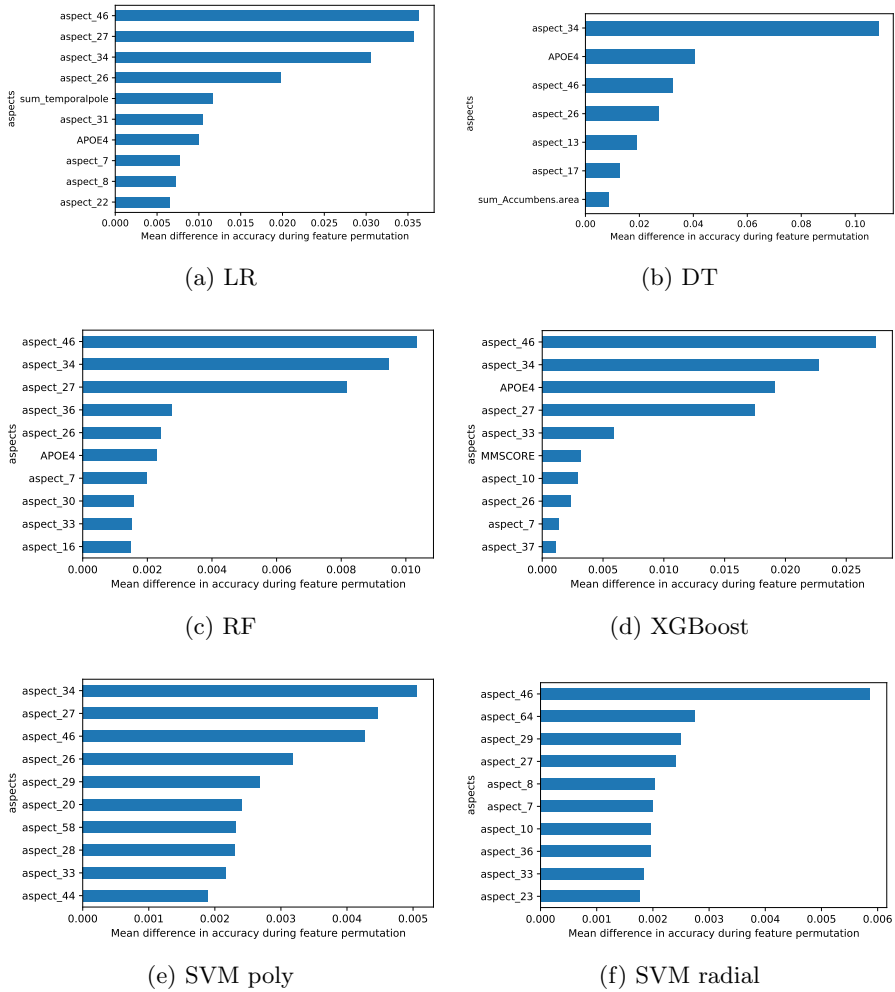 aspects
aspect_46
aspect_27
aspect_34
aspect_26
sum_temporalpole
aspect_31
APOE4
aspect_7
aspect_8
aspect_22
0.000 0.005 0.010 0.015 0.020 0.025 0.030 0.035
Mean difference in accuracy during feature permutation
(a) LR
aspects
aspect_34
APOE4
aspect_46
aspect_26
aspect_13
aspect_17
sum_Accumbens.area
0.00 0.02 0.04 0.06 0.08 0.10
Mean difference in accuracy during feature permutation
(b) DT
aspects
aspect_46
aspect_34
aspect_27
aspect_36
aspect_26
APOE4
aspect_7
aspect_30
aspect_33
aspect_16
0.000 0.002 0.004 0.006 0.008 0.010
Mean difference in accuracy during feature permutation
(c) RF
aspects
aspect_46
aspect_34
APOE4
aspect_27
aspect_33
MMSCORE
aspect_10
aspect_26
aspect_7
aspect_37
0.000 0.005 0.010 0.015 0.020 0.025
Mean difference in accuracy during feature permutation
(d) XGBoost
aspects
aspect_34
aspect_27
aspect_46
aspect_26
aspect_29
aspect_20
aspect_58
aspect_28
aspect_33
aspect_44
0.000 0.001 0.002 0.003 0.004 0.005
Mean difference in accuracy during feature permutation
(e) SVM poly
aspects
aspect_46
aspect_64
aspect_29
aspect_27
aspect_8
aspect_7
aspect_10
aspect_36
aspect_33
aspect_23
0.000 0.001 0.002 0.003 0.004 0.005 0.006
Mean difference in accuracy during feature permutation
(f) SVM radial